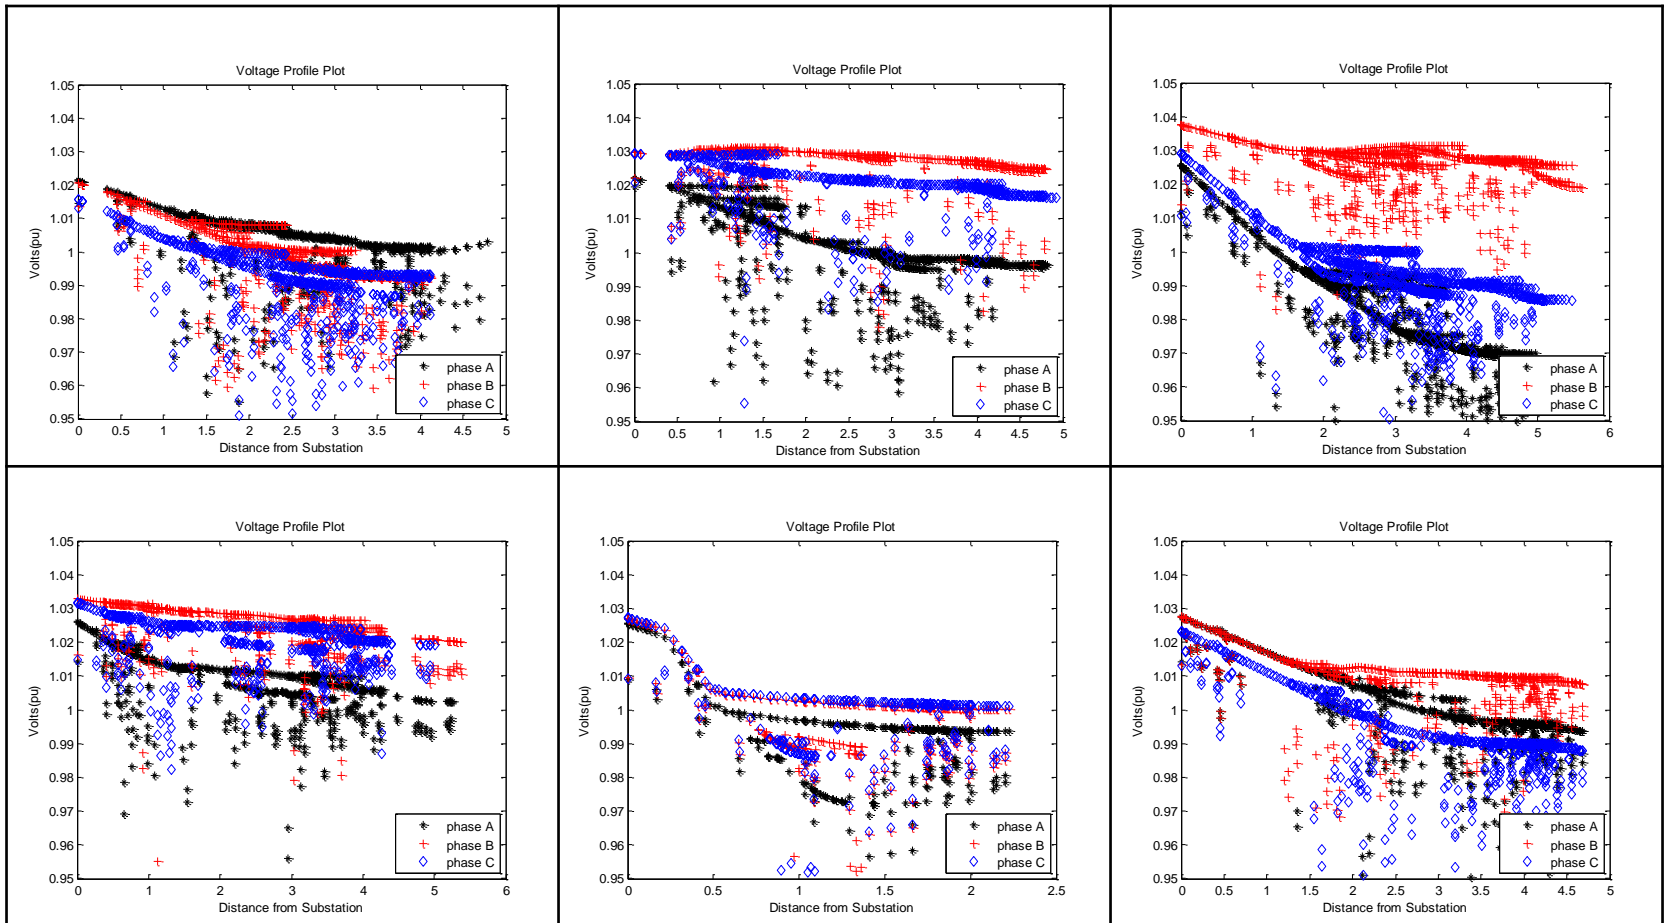 Voltage Profile Plot
1.05
1.04
1.03
1.02
1.01
1
0.99
0.98
0.97
0.96
0.95
Volts(pu)
phase A
phase B
phase C
0 0.5 1 1.5 2 2.5 3 3.5 4 4.5 5
Distance from Substation
Voltage Profile Plot
1.05
1.04
1.03
1.02
1.01
1
0.99
0.98
0.97
0.96
0.95
Volts(pu)
phase A
phase B
phase C
0 0.5 1 1.5 2 2.5 3 3.5 4 4.5 5
Distance from Substation
Voltage Profile Plot
1.05
1.04
1.03
1.02
1.01
1
0.99
0.98
0.97
0.96
0.95
Volts(pu)
phase A
phase B
phase C
0 1 2 3 4 5 6
Distance from Substation
Voltage Profile Plot
1.05
1.04
1.03
1.02
1.01
1
0.99
0.98
0.97
0.96
0.95
Volts(pu)
phase A
phase B
phase C
0 1 2 3 4 5 6
Distance from Substation
Voltage Profile Plot
1.05
1.04
1.03
1.02
1.01
1
0.99
0.98
0.97
0.96
0.95
Volts(pu)
phase A
phase B
phase C
0 0.5 1 1.5 2 2.5
Distance from Substation
Voltage Profile Plot
1.05
1.04
1.03
1.02
1.01
1
0.99
0.98
0.97
0.96
0.95
Volts(pu)
phase A
phase B
phase C
0 0.5 1 1.5 2 2.5 3 3.5 4 4.5 5
Distance from Substation